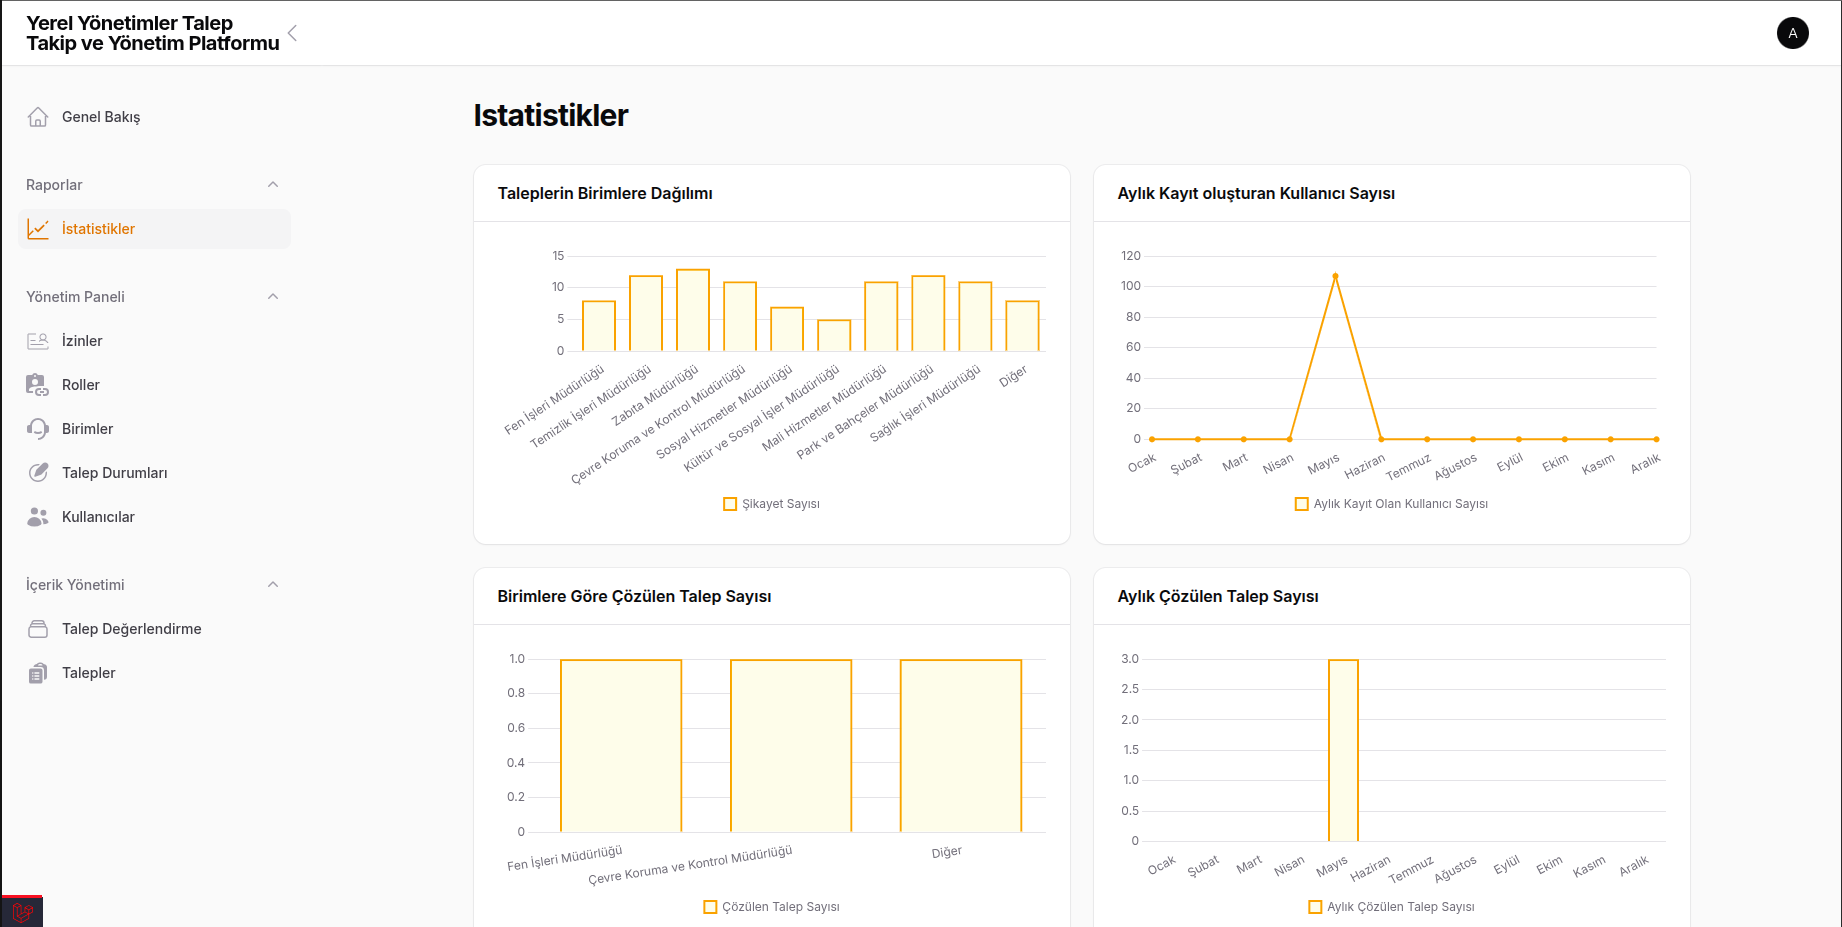 Yerel Yönetimler Talep
Takip ve Yönetim Platformu
A
Genel Bakış
Raporlar
İstatistikler
Yönetim Paneli
İzinler
Roller
Birimler
Talep Durumları
Kullanıcılar
İçerik Yönetimi
Talep Değerlendirme
Talepler
Istatistikler
Taleplerin Birimlere Dağılımı
15
10
5
0
Fen İşleri Müdürlüğü
Temizlik İşleri Müdürlüğü
Zabıta Müdürlüğü
Çevre Koruma ve Kontrol Müdürlüğü
Sosyal Hizmetler Müdürlüğü
Kültür ve Sosyal İşler Müdürlüğü
Mali Hizmetler Müdürlüğü
Park ve Bahçeler Müdürlüğü
Sağlık İşleri Müdürlüğü
Diğer
Şikayet Sayısı
Aylık Kayıt oluşturan Kullanıcı Sayısı
120
100
80
60
40
20
0
Ocak
Şubat
Mart
Nisan
Mayıs
Haziran
Temmuz
Ağustos
Eylül
Ekim
Kasım
Aralık
Aylık Kayıt Olan Kullanıcı Sayısı
Birimlere Göre Çözülen Talep Sayısı
1.0
0.8
0.6
0.4
0.2
0
Fen İşleri Müdürlüğü
Çevre Koruma ve Kontrol Müdürlüğü
Diğer
Çözülen Talep Sayısı
Aylık Çözülen Talep Sayısı
3.0
2.5
2.0
1.5
1.0
0.5
0
Ocak
Şubat
Mart
Nisan
Mayıs
Haziran
Temmuz
Ağustos
Eylül
Ekim
Kasım
Aralık
Aylık Çözülen Talep Sayısı